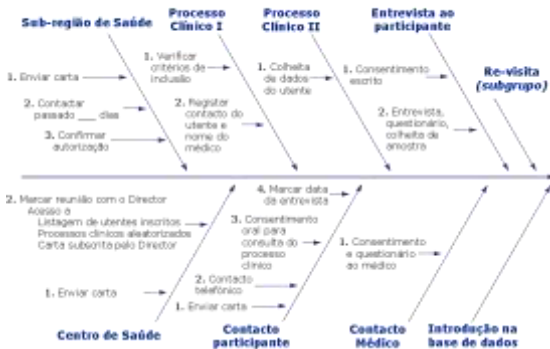 Sub-região de Saúde
1. Enviar carta
2. Contactar
passado ___ dias
3. Confirmar
autorização
Processo
Clínico I
1. Verificar
critérios de
inclusão
2. Registar
contacto do
utente e
nome do
médico
Processo
Clínico II
1. Colheita
de dados
do utente
Entrevista ao
participante
1. Consentimento
escrito
2. Entrevista,
questionário,
colheita de
amostra
Re-visita
(subgrupo)
2. Marcar reunião com o Director
Acesso a
Listagem de utentes inscritos
Processos clínicos aleatorizados
Carta subscrita pelo Director
1. Enviar carta
Centro de Saúde
4. Marcar data
da entrevista
3. Consentimento
oral para
consulta do
processo
clínico
2. Contacto
telefónico
1. Enviar carta
Contacto
participante
1. Consentimento
e questionário
ao médico
Contacto
Médico
Introdução na
base de dados